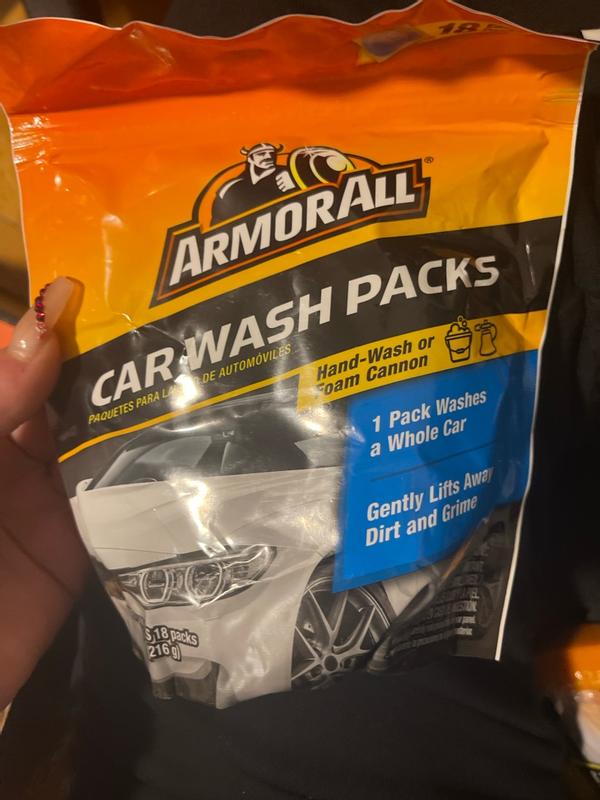 18
ARMORALL®
CAR WASH PACKS
PAQUETES PARA DE AUTOMÓVILES
Hand-Wash or
Foam Cannon
1 Pack Washes
a Whole Car
Gently Lifts Away
Dirt and Grime
18 packs
216 g)